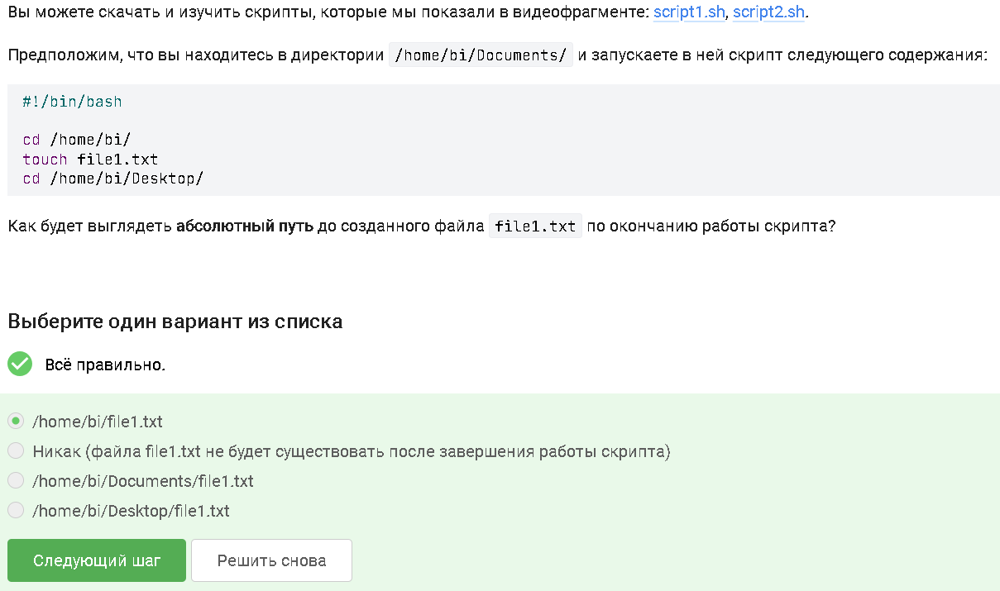 Вы можете скачать и изучить скрипты, которые мы показали в видеофрагменте: script1.sh, script2.sh.
Предположим, что вы находитесь в директории /home/bi/Documents/ и запускаете в ней скрипт следующего содержания:
#!/bin/bash
cd /home/bi/
touch file1.txt
cd /home/bi/Desktop/
Как будет выглядеть абсолютный путь до созданного файла file1.txt по окончанию работы скрипта?
Выберите один вариант из списка
Всё правильно.
/home/bi/file1.txt
Никак (файла file1.txt не будет существовать после завершения работы скрипта)
/home/bi/Documents/file1.txt
/home/bi/Desktop/file1.txt
Следующий шаг
Решить снова